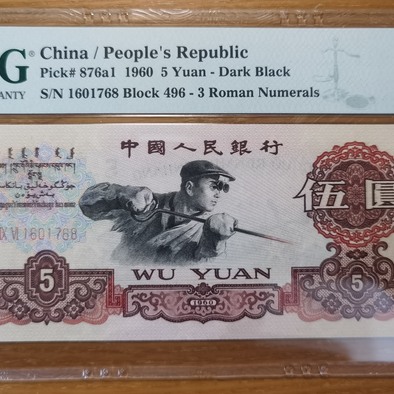 G®
ANTY
China / People's Republic
Pick# 876a1 1960 5 Yuan - Dark Black
S/N 1601768 Block 496 - 3 Roman Numerals
中國人民銀行
伍圓
1601768
WU YUAN
5
1960
5